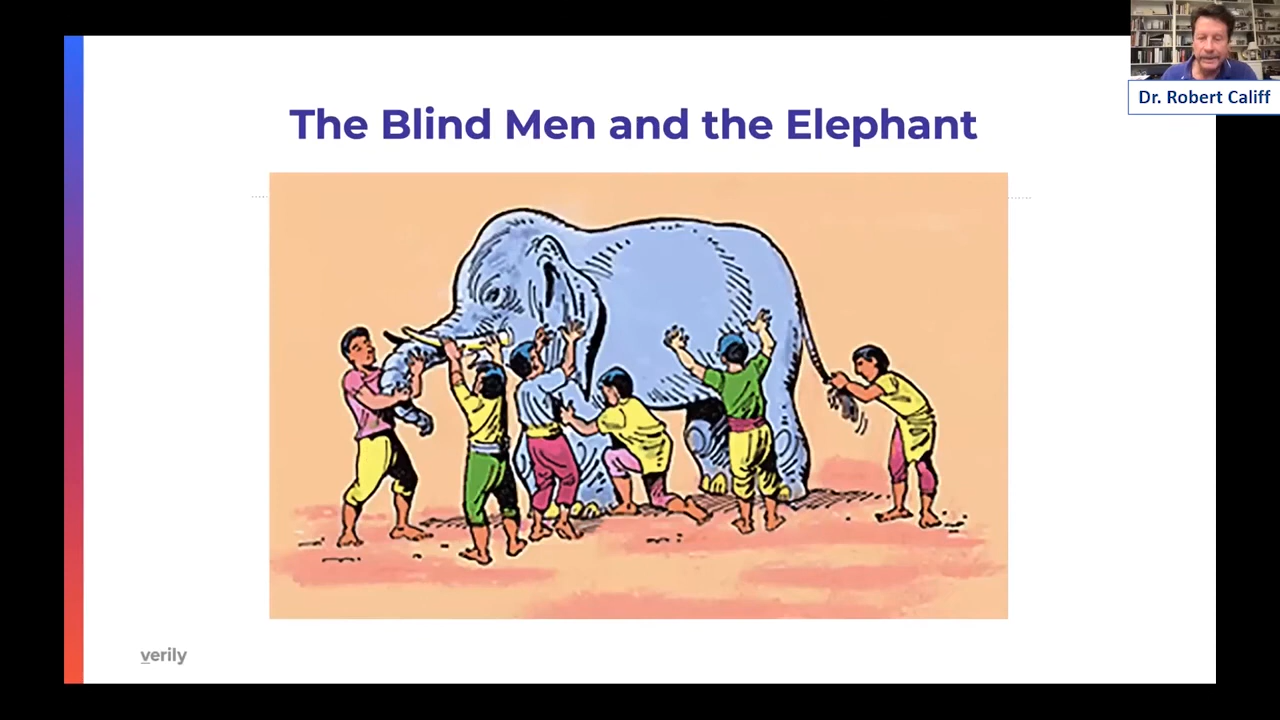 The Blind Men and the Elephant
Dr. Robert Califf
verily